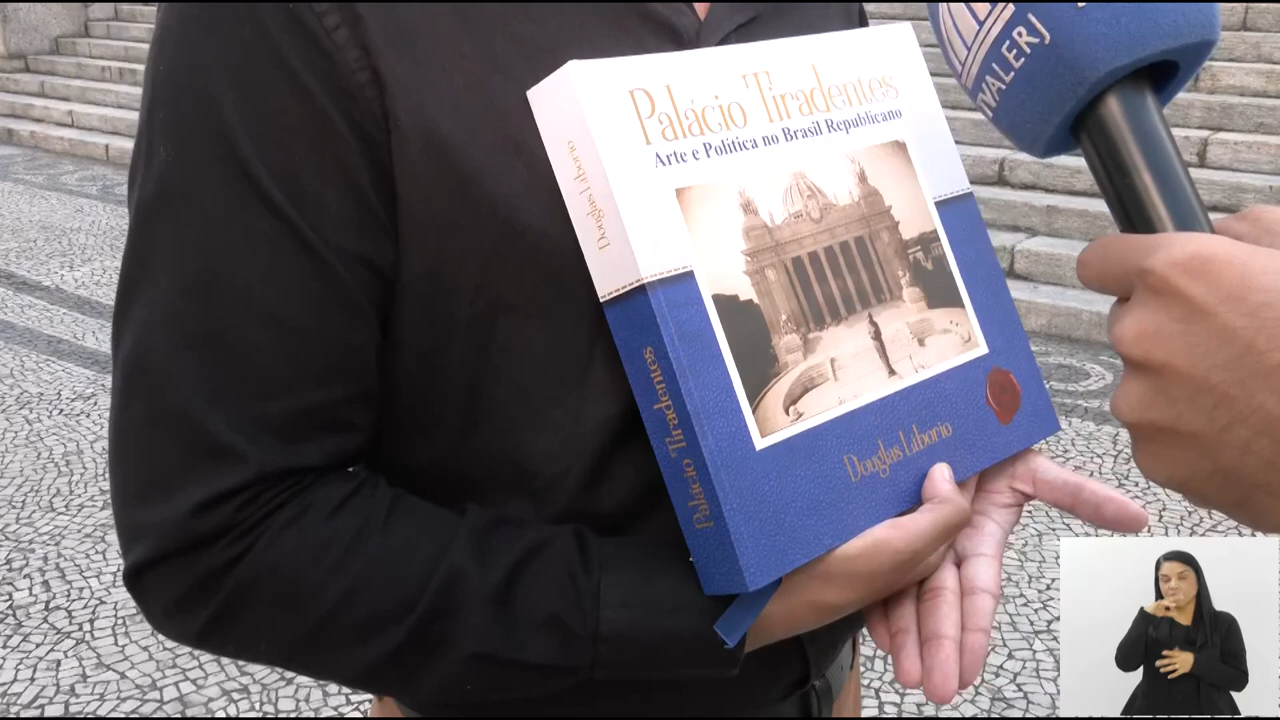 Palácio Tiradentes
Arte e Política no Brasil Republicano
Douglas Liborio
Douglas Liborio
Palácio Tiradentes
TVALERJ